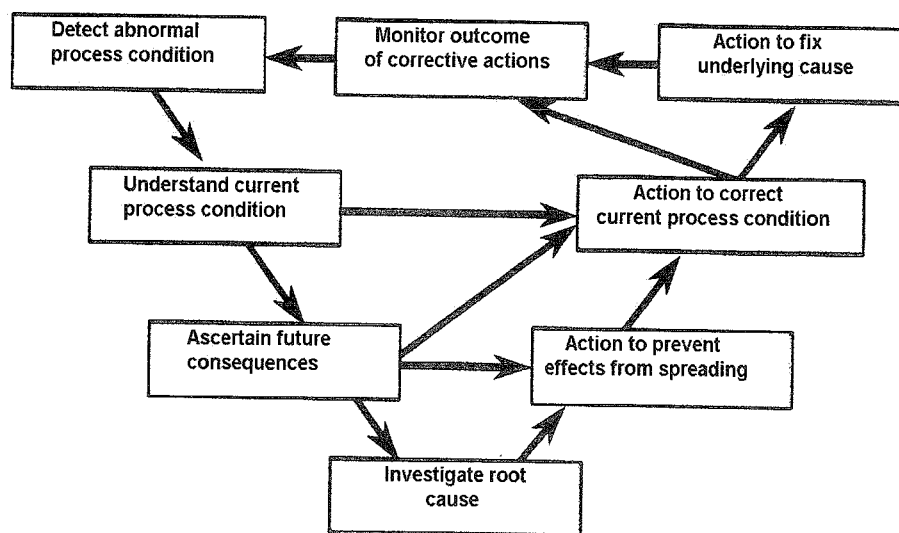 Detect abnormal
process condition
Monitor outcome
of corrective actions
Action to fix
underlying cause
Understand current
process condition
Action to correct
current process condition
Ascertain future
consequences
Action to prevent
effects from spreading
Investigate root
cause